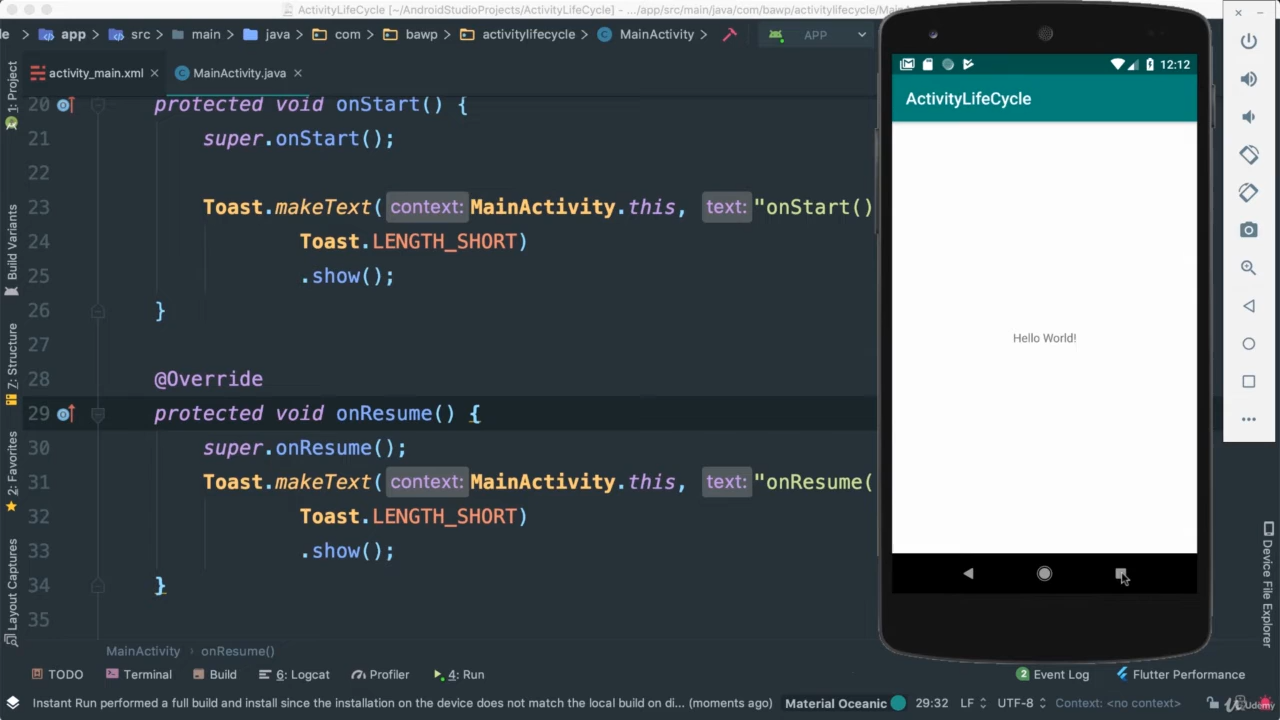 ActivityLifeCycle [~/AndroidStudioProjects/ActivityLifeCycle] - .../app/src/main/java/com/bawp/activitylifecycle/Main
app src main java com bawp activitylifecycle MainActivity APP
activity_main.xml MainActivity.java
1: Project
Build Variants
7: Structure
2: Favorites
Layout Captures
20 protected void onStart() {
21 super.onStart();
22
23 Toast.makeText( context: MainActivity.this, text: "onStart()
24 Toast.LENGTH_SHORT)
25 .show();
26 }
27
28 @Override
29 protected void onResume() {
30 super.onResume();
31 Toast.makeText( context: MainActivity.this, text: "onResume(
32 Toast.LENGTH_SHORT)
33 .show();
34 }
35
12:12
ActivityLifeCycle
Hello World!
Device File Explorer
MainActivity onResume()
TODO Terminal Build 6: Logcat Profiler 4: Run 2 Event Log Flutter Performance
Instant Run performed a full build and install since the installation on the device does not match the local build on di... (moments ago) Material Oceanic 29:32 LF UTF-8 Context: <no context>
Udemy